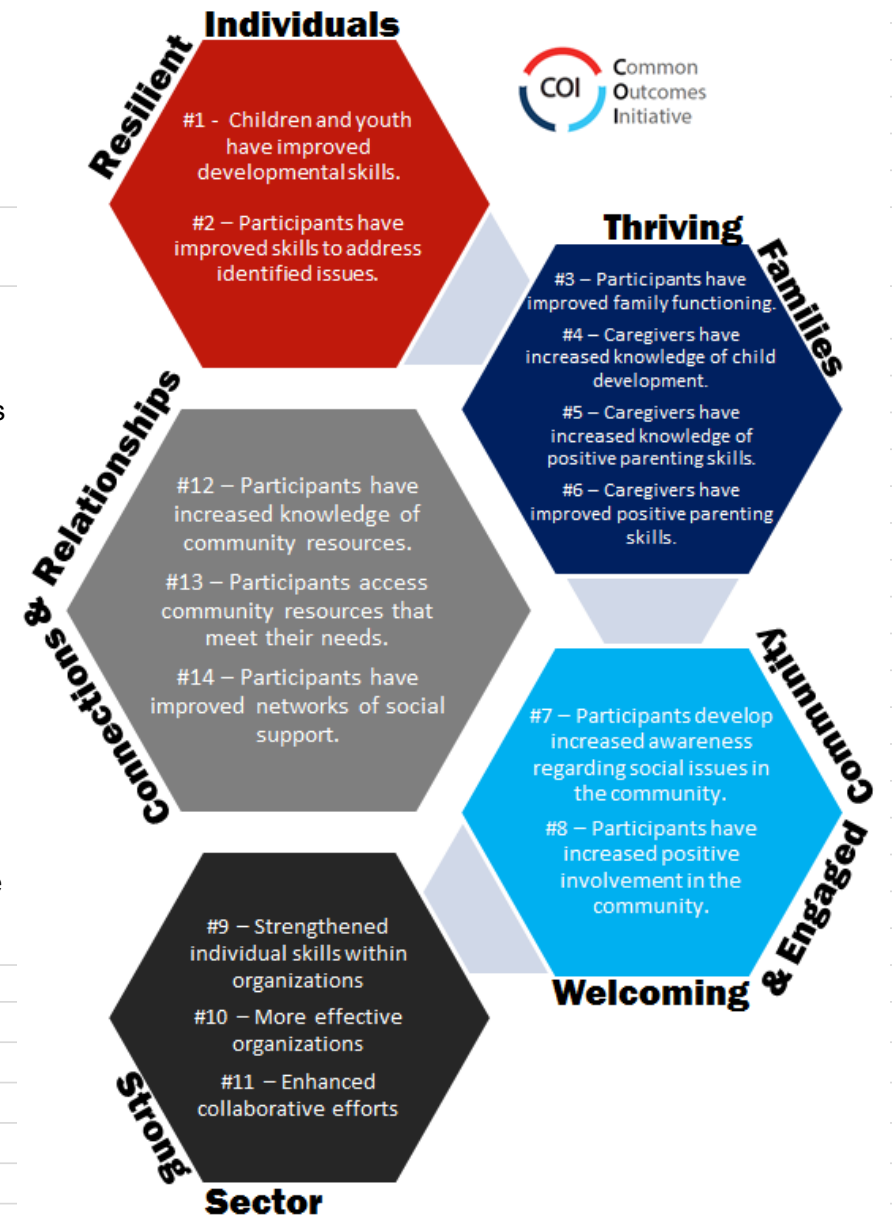 Resilient
Individuals
#1 - Children and youth
have improved
developmental skills.
#2 – Participants have
improved skills to address
identified issues.
COI
Common
Outcomes
Initiative
Thriving
Families
#3 – Participants have
improved family functioning.
#4 – Caregivers have
increased knowledge of child
development.
#5 – Caregivers have
increased knowledge of
positive parenting skills.
#6 – Caregivers have
improved positive parenting
skills.
Connections & Relationships
#12 – Participants have
increased knowledge of
community resources.
#13 – Participants access
community resources that
meet their needs.
#14 – Participants have
improved networks of social
support.
Welcoming
& Engaged
Community
#7 – Participants develop
increased awareness
regarding social issues in
the community.
#8 – Participants have
increased positive
involvement in the
community.
Strong
Sector
#9 – Strengthened
individual skills within
organizations
#10 – More effective
organizations
#11 – Enhanced
collaborative efforts